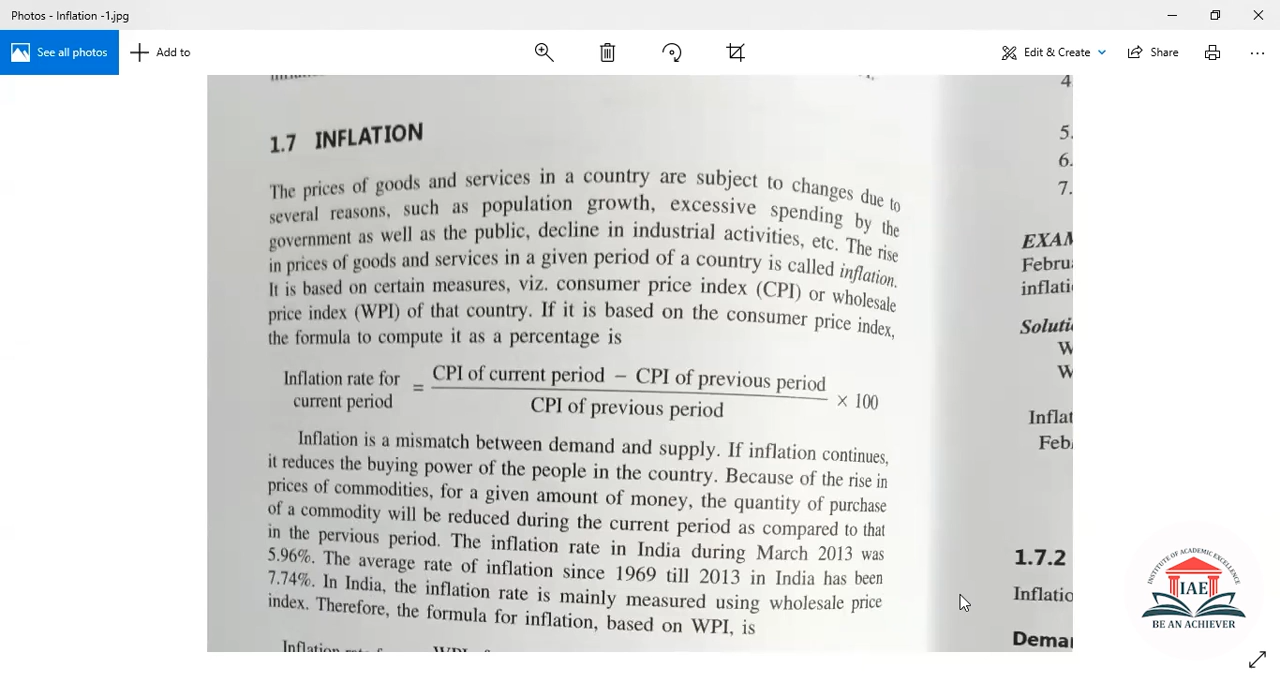 Photos - Inflation -1.jpg
See all photos
Add to
Edit & Create
Share
1.7 INFLATION
The prices of goods and services in a country are subject to changes due to
several reasons, such as population growth, excessive spending by the
government as well as the public, decline in industrial activities, etc. The rise
in prices of goods and services in a given period of a country is called inflation.
It is based on certain measures, viz. consumer price index (CPI) or wholesale
price index (WPI) of that country. If it is based on the consumer price index,
the formula to compute it as a percentage is
Inflation rate for current period = CPI of current period − CPI of previous period / CPI of previous period × 100
Inflation is a mismatch between demand and supply. If inflation continues,
it reduces the buying power of the people in the country. Because of the rise in
prices of commodities, for a given amount of money, the quantity of purchase
of a commodity will be reduced during the current period as compared to that
in the pervious period. The inflation rate in India during March 2013 was
5.96%. The average rate of inflation since 1969 till 2013 in India has been
7.74%. In India, the inflation rate is mainly measured using wholesale price
index. Therefore, the formula for inflation, based on WPI, is
4
5.
6.
7.
EXAM
Februa
inflati
Soluti
W
W
Inflat
Feb
1.7.2
Inflatio
Dema
INSTITUTE OF ACADEMIC EXCELLENCE
IAE
BE AN ACHIEVER